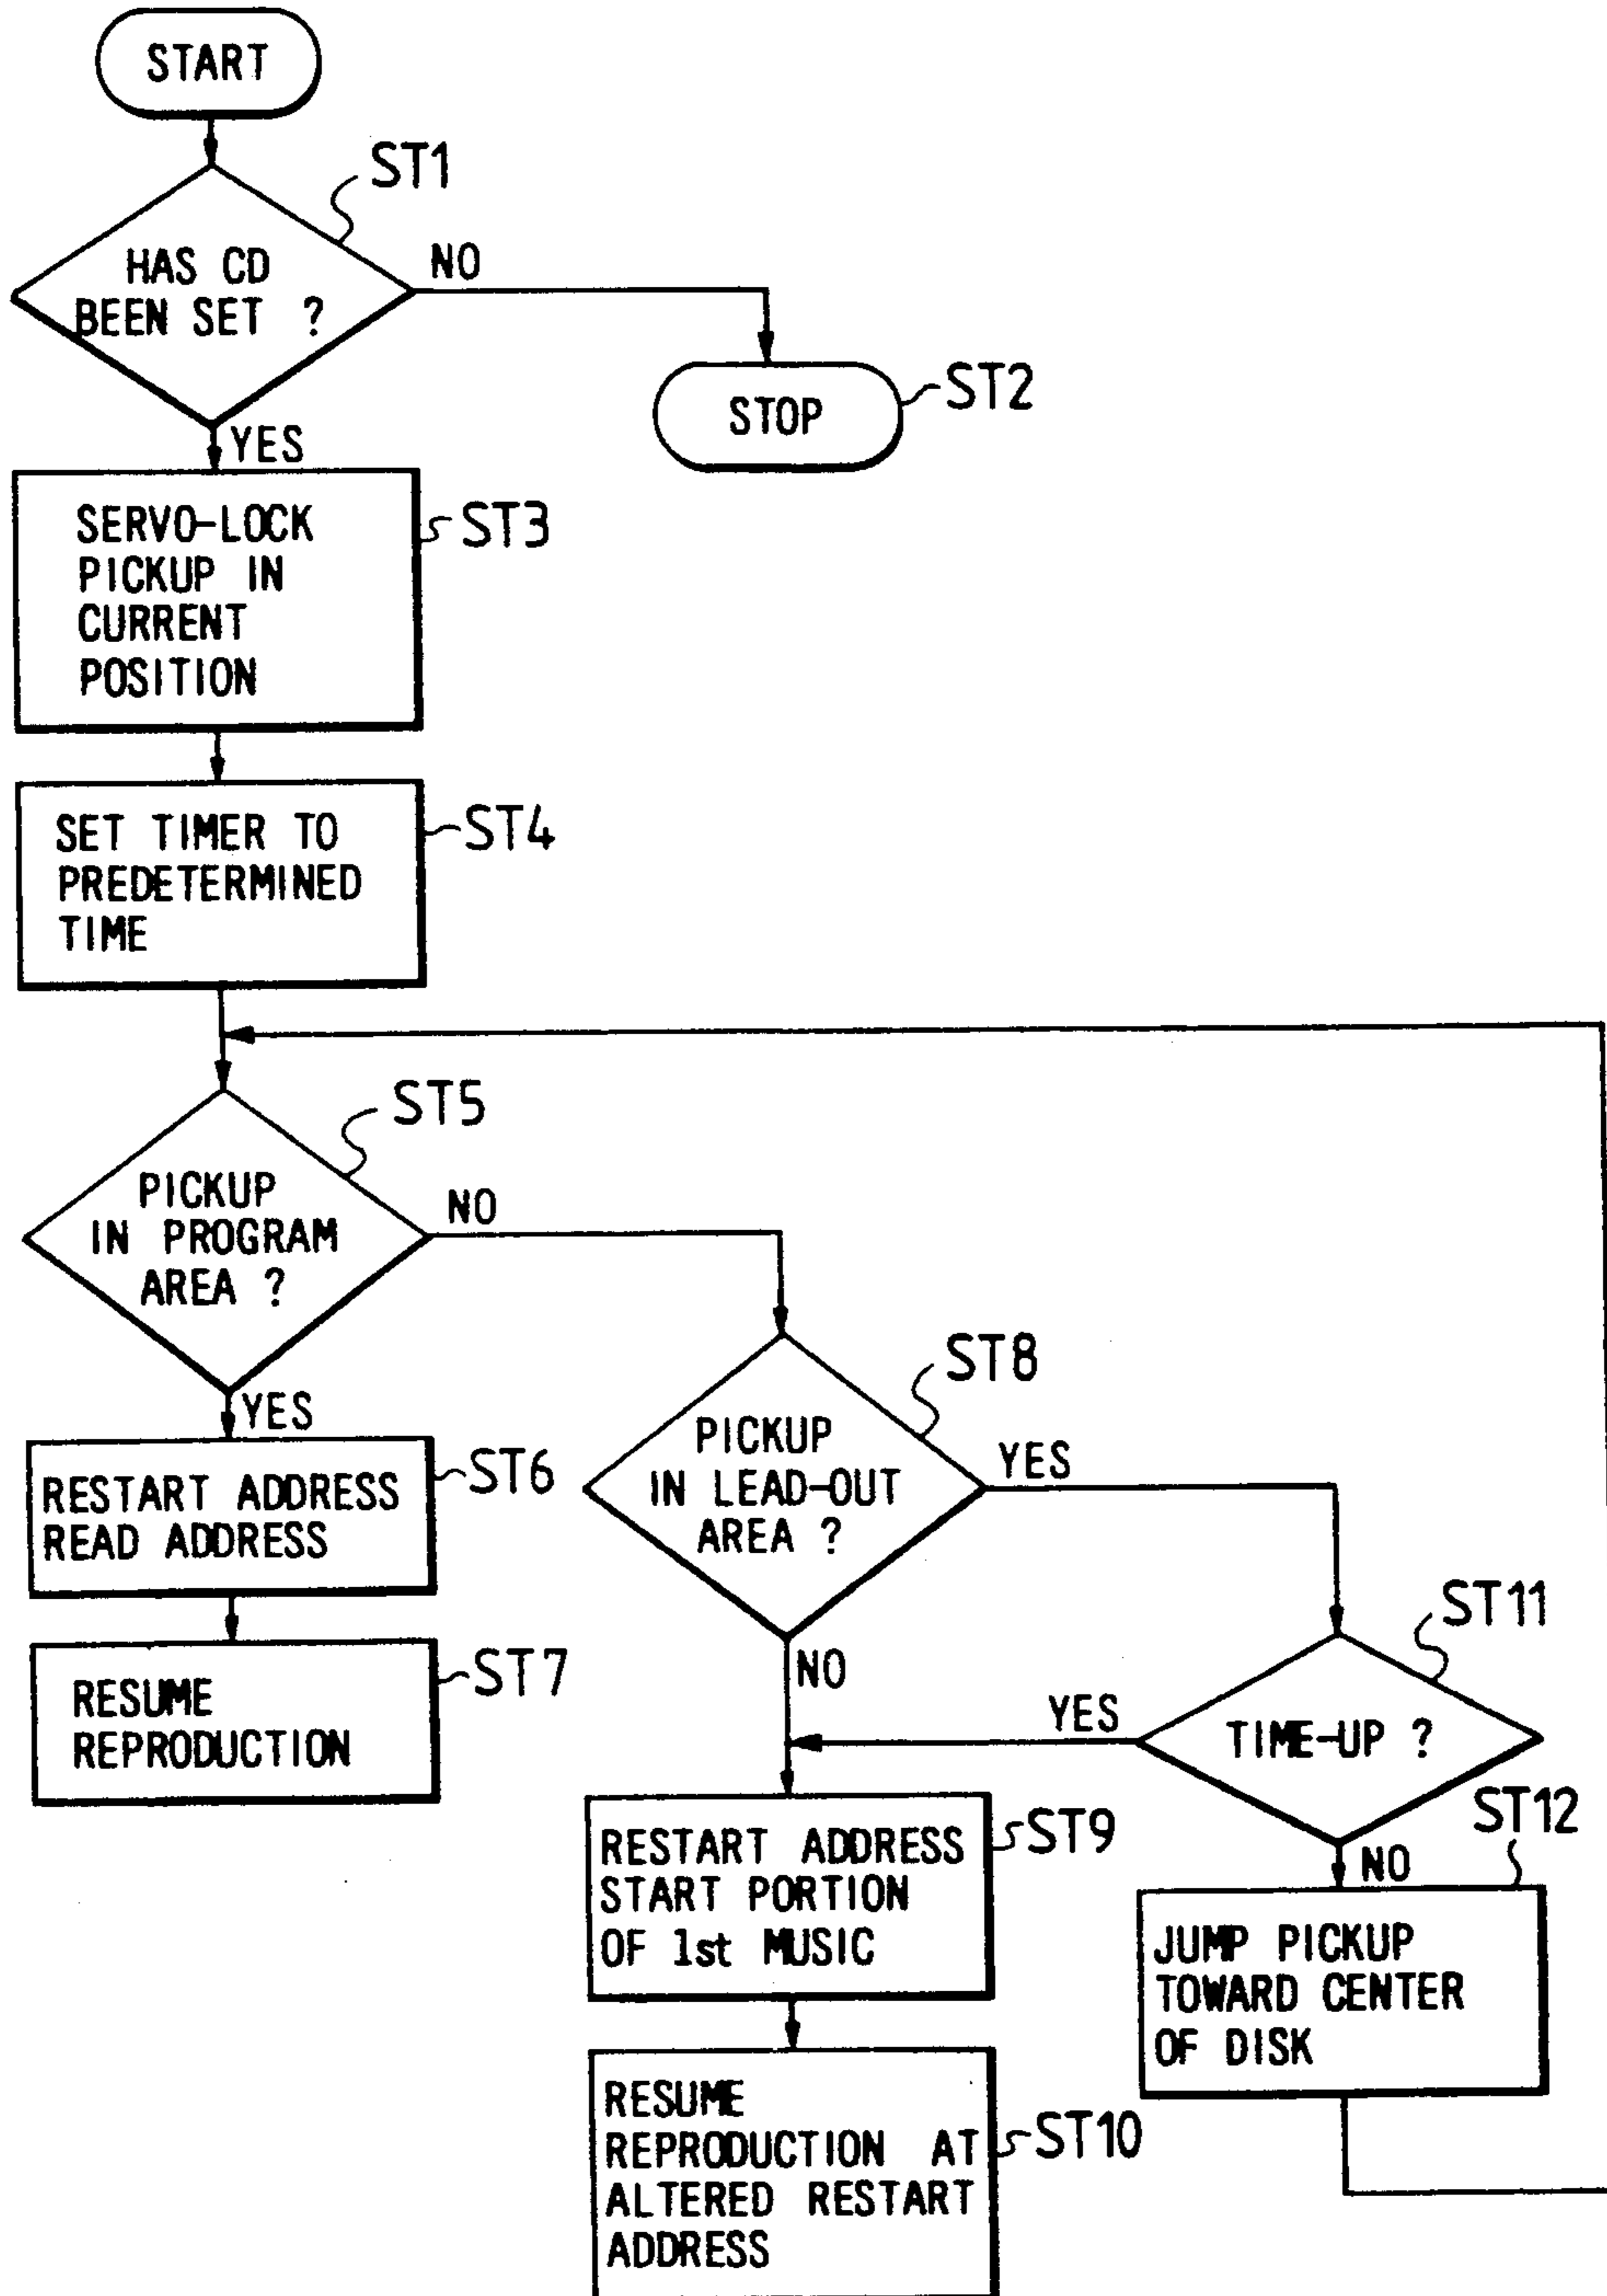 START
ST1
HAS CD
BEEN SET ?
NO
STOP
ST2
YES
SERVO-LOCK
PICKUP IN
CURRENT
POSITION
ST3
SET TIMER TO
PREDETERMINED
TIME
ST4
ST5
PICKUP
IN PROGRAM
AREA ?
NO
YES
RESTART ADDRESS
READ ADDRESS
ST6
RESUME
REPRODUCTION
ST7
ST8
PICKUP
IN LEAD-OUT
AREA ?
YES
NO
ST11
TIME-UP ?
YES
NO
RESTART ADDRESS
START PORTION
OF 1st MUSIC
ST9
ST12
JUMP PICKUP
TOWARD CENTER
OF DISK
RESUME
REPRODUCTION AT
ALTERED RESTART
ADDRESS
ST10